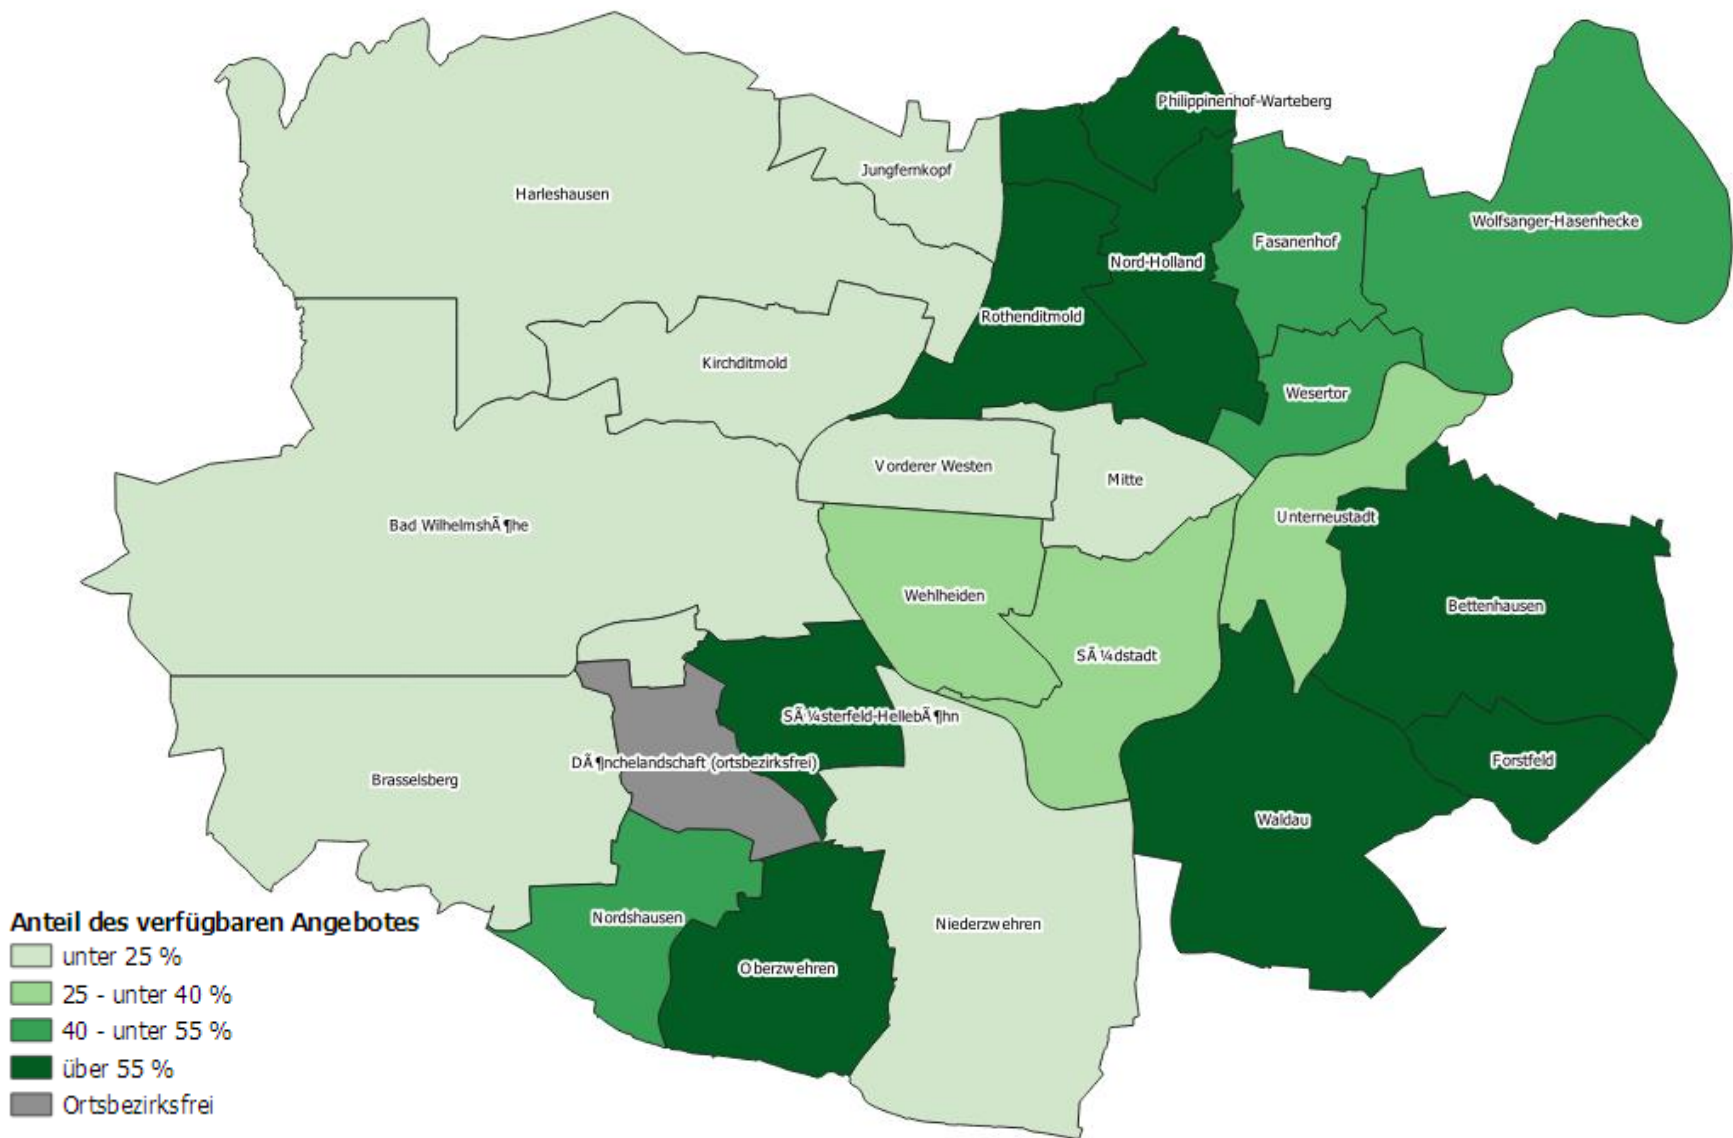 Philippinenhof-Warteberg
Jungfernkopf
Harleshausen
Wolfsanger-Hasenhecke
Fasanenhof
Nord-Holland
Rothenditmold
Kirchditmold
Wesertor
Vorderer Westen
Mitte
Unterneustadt
Bad WilhelmshÃ¶he
Wehlheiden
Bettenhausen
SÃ¼dstadt
SÃ¼sterfeld-HellebÃ¶hn
DÃ¶nchelandschaft (ortsbezirksfrei)
Forstfeld
Brasselsberg
Waldau
Nordshausen
Niederzwehren
Oberzwehren
Anteil des verfügbaren Angebotes
unter 25 %
25 - unter 40 %
40 - unter 55 %
über 55 %
Ortsbezirksfrei